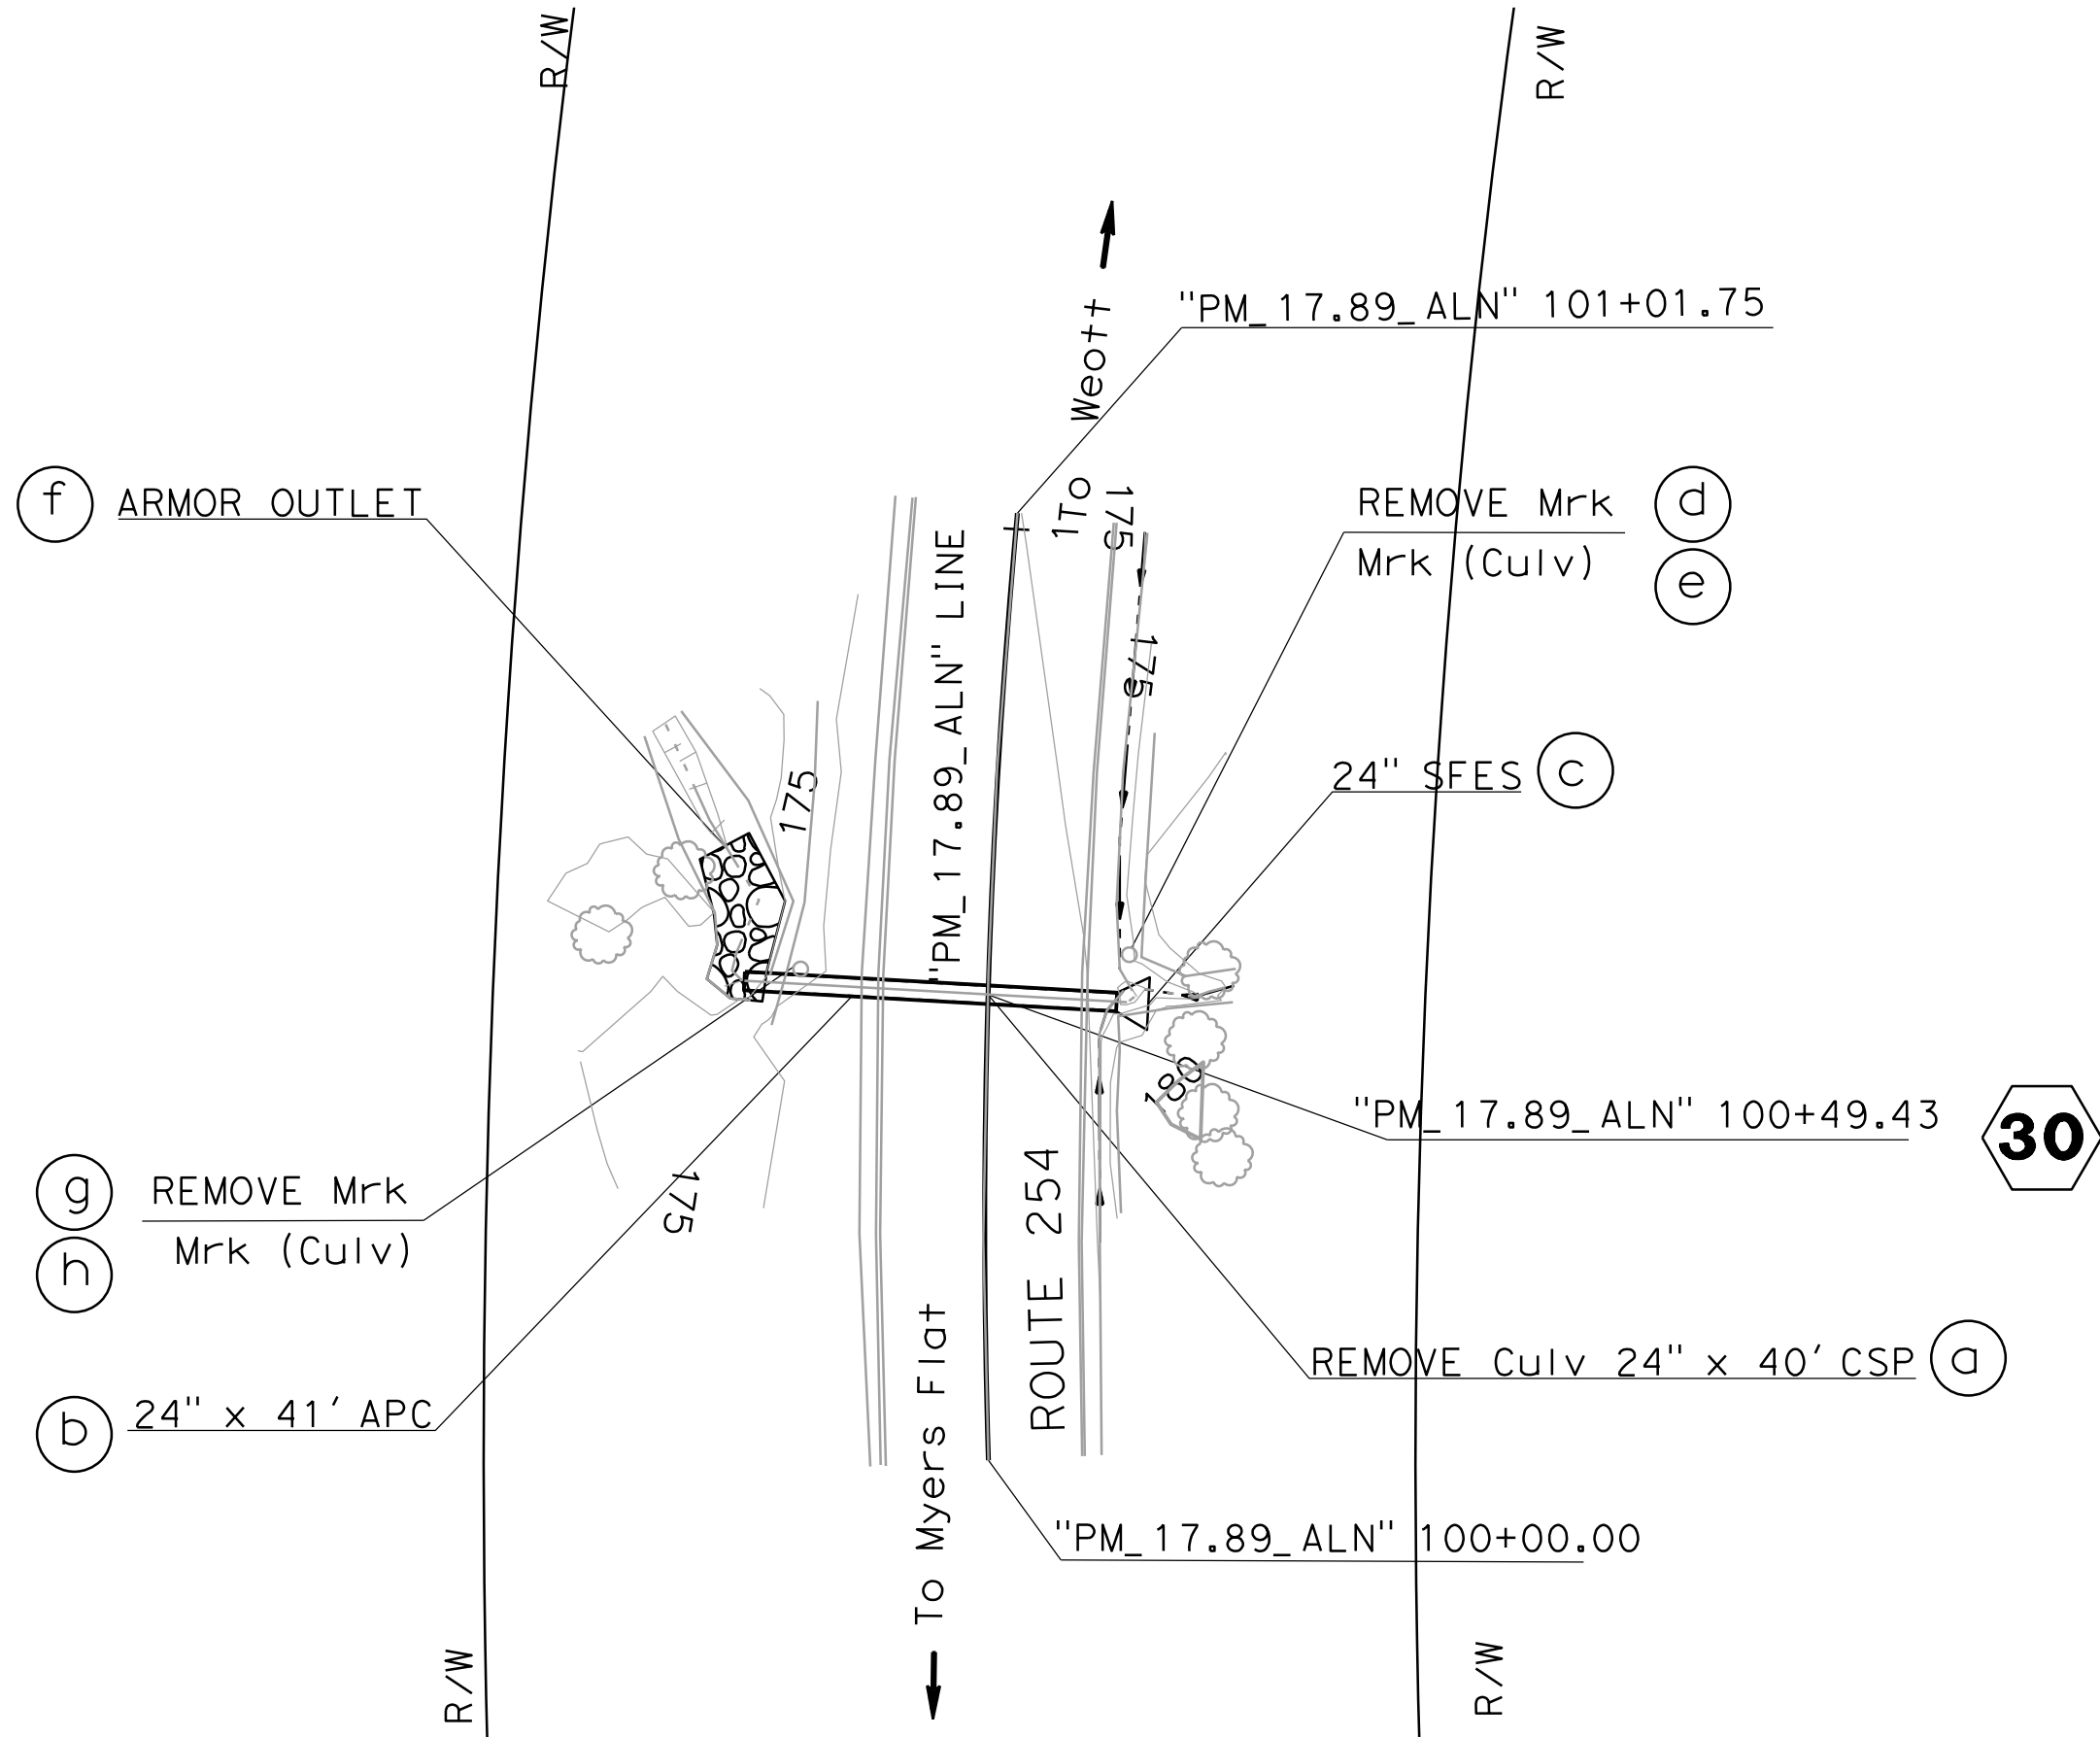 R/W
R/W
"PM_17.89_ALN" 101+01.75
Weott
1TO
175
f ARMOR OUTLET
REMOVE Mrk d
Mrk (Culv) e
"PM_17.89_ALN" LINE
175
175
24" SFES c
180
"PM_17.89_ALN" 100+49.43
30
g REMOVE Mrk
h Mrk (Culv)
175
ROUTE 254
REMOVE Culv 24" x 40' CSP a
b 24" x 41' APC
To Myers Flat
"PM_17.89_ALN" 100+00.00
R/W
R/W